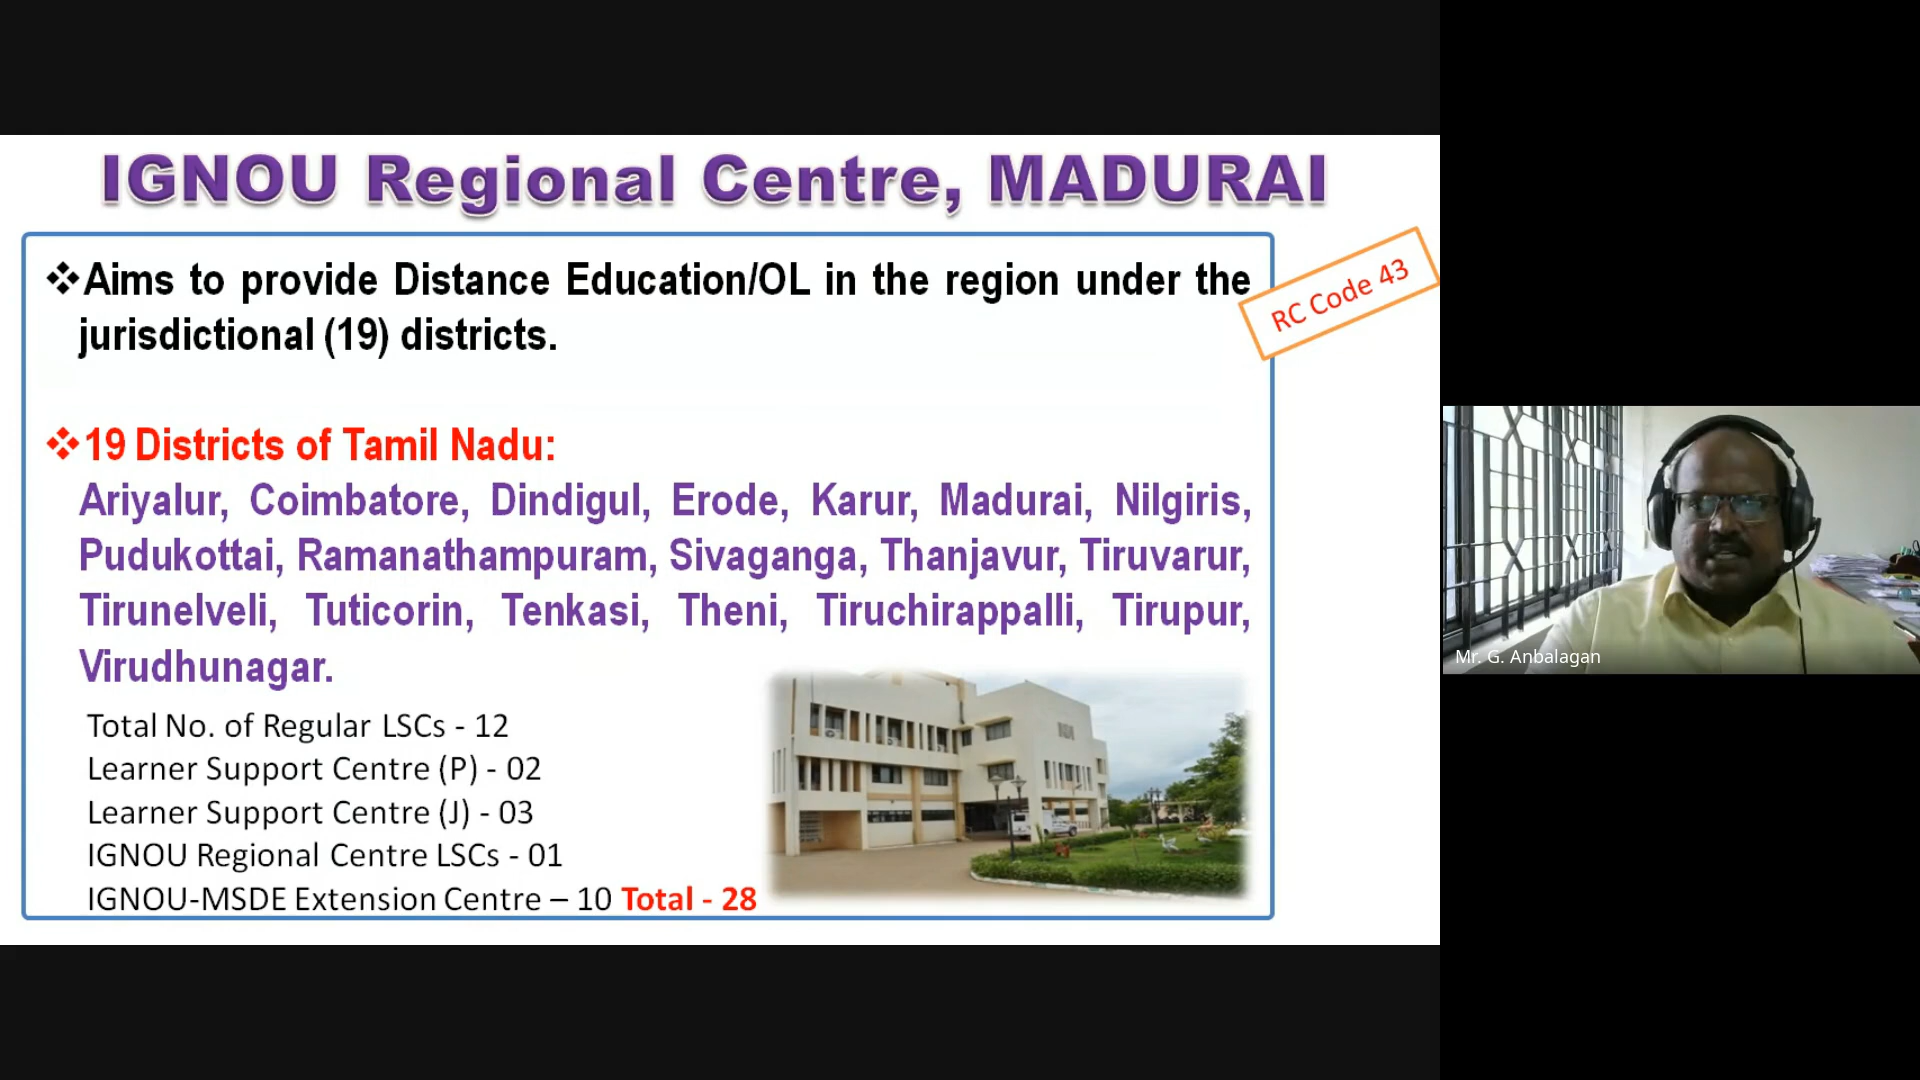 IGNOU Regional Centre, MADURAI
RC Code 43
❖Aims to provide Distance Education/OL in the region under the
jurisdictional (19) districts.
❖19 Districts of Tamil Nadu:
Ariyalur, Coimbatore, Dindigul, Erode, Karur, Madurai, Nilgiris,
Pudukottai, Ramanathampuram, Sivaganga, Thanjavur, Tiruvarur,
Tirunelveli, Tuticorin, Tenkasi, Theni, Tiruchirappalli, Tirupur,
Virudhunagar.
Total No. of Regular LSCs - 12
Learner Support Centre (P) - 02
Learner Support Centre (J) - 03
IGNOU Regional Centre LSCs - 01
IGNOU-MSDE Extension Centre – 10 Total - 28
Mr. G. Anbalagan